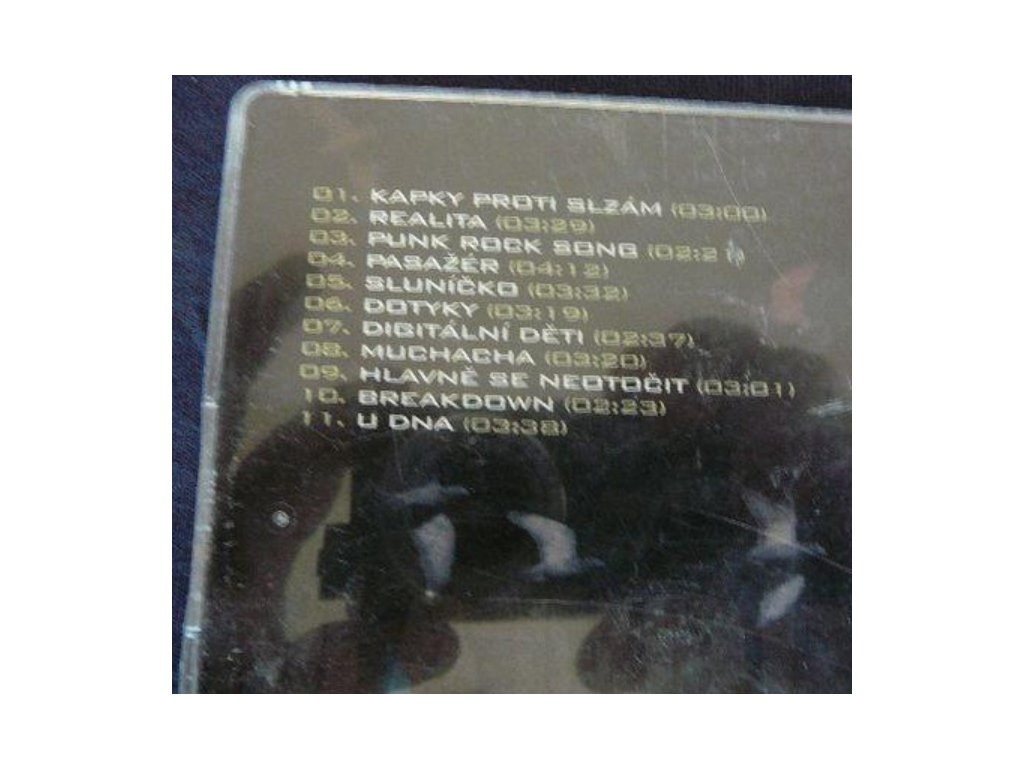 01. KAPKY PROTI SLZÁM (03:00)
02. REALITA (03:29)
03. PUNK ROCK SONG
04. PASAŽÉR (04:12)
05. SLUNÍČKO (03:32)
06. DOTYKY (03:19)
07. DIGITÁLNÍ DĚTI (02:37)
08. MUCHACHA (03:20)
09. HLAVNĚ SE NEOTOČIT (03:01)
10. BREAKDOWN (02:23)
11. U DNA (03:38)